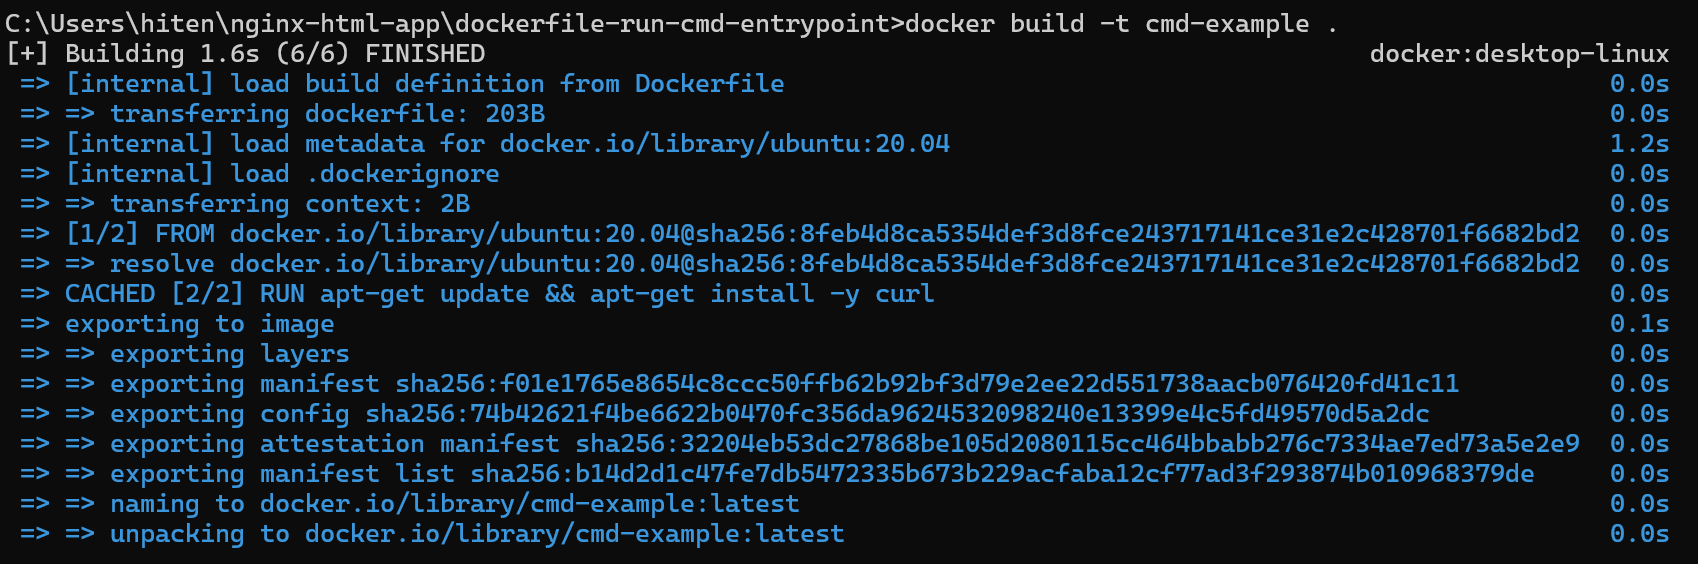 C:\Users\hiten\nginx-html-app\dockerfile-run-cmd-entrypoint>docker build -t cmd-example .
[+] Building 1.6s (6/6) FINISHED docker:desktop-linux
=> [internal] load build definition from Dockerfile 0.0s
=> => transferring dockerfile: 203B 0.0s
=> [internal] load metadata for docker.io/library/ubuntu:20.04 1.2s
=> [internal] load .dockerignore 0.0s
=> => transferring context: 2B 0.0s
=> [1/2] FROM docker.io/library/ubuntu:20.04@sha256:8feb4d8ca5354def3d8fce243717141ce31e2c428701f6682bd2 0.0s
=> => resolve docker.io/library/ubuntu:20.04@sha256:8feb4d8ca5354def3d8fce243717141ce31e2c428701f6682bd2 0.0s
=> CACHED [2/2] RUN apt-get update && apt-get install -y curl 0.0s
=> exporting to image 0.1s
=> => exporting layers 0.0s
=> => exporting manifest sha256:f01e1765e8654c8ccc50ffb62b92bf3d79e2ee22d551738aacb076420fd41c11 0.0s
=> => exporting config sha256:74b42621f4be6622b0470fc356da9624532098240e13399e4c5fd49570d5a2dc 0.0s
=> => exporting attestation manifest sha256:32204eb53dc27868be105d2080115cc464bbabb276c7334ae7ed73a5e2e9 0.0s
=> => exporting manifest list sha256:b14d2d1c47fe7db5472335b673b229acfaba12cf77ad3f293874b010968379de 0.0s
=> => naming to docker.io/library/cmd-example:latest 0.0s
=> => unpacking to docker.io/library/cmd-example:latest 0.0s